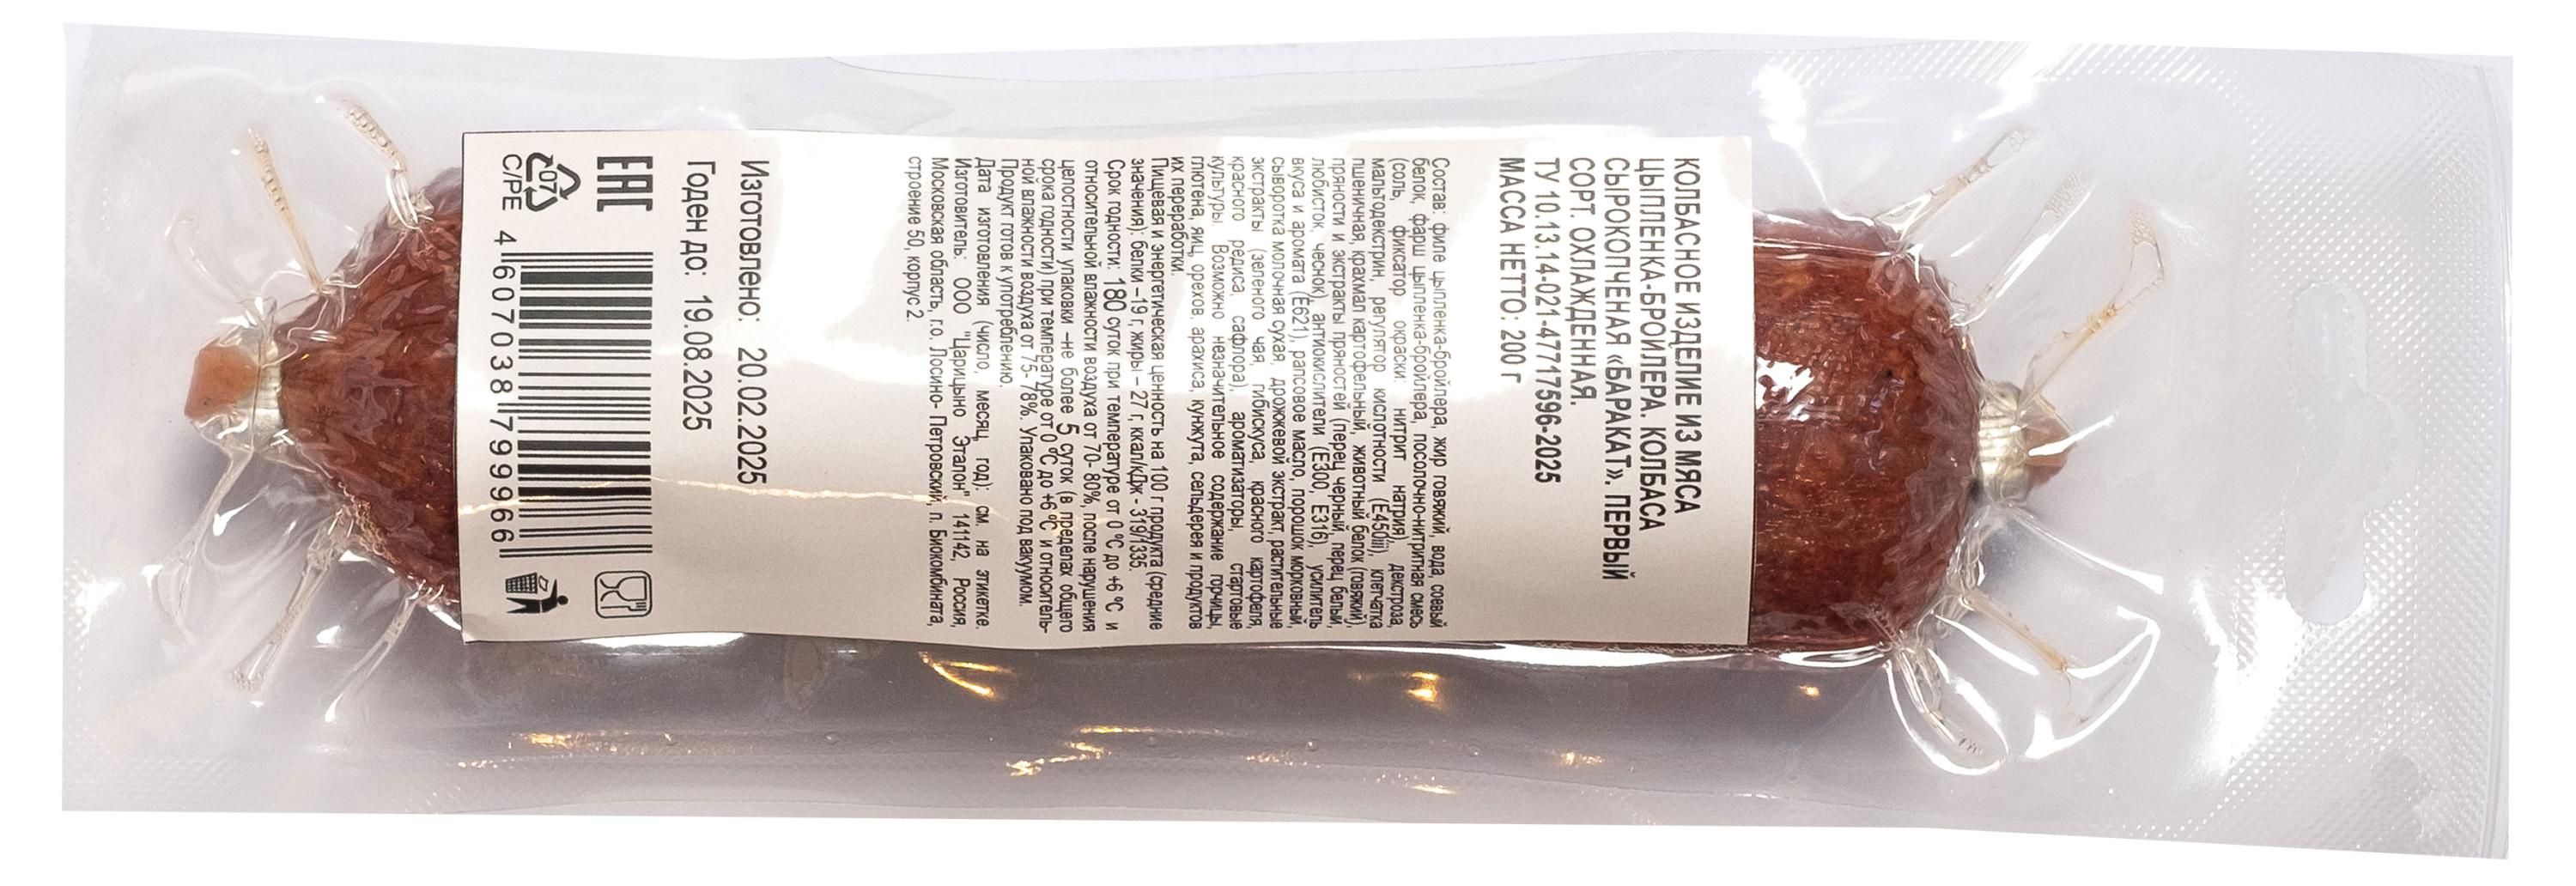 КОЛБАСНОЕ ИЗДЕЛИЕ ИЗ МЯСА
ЦЫПЛЕНКА-БРОЙЛЕРА. КОЛБАСА
СЫРОКОПЧЕНАЯ «БАРАКАТ». ПЕРВЫЙ
СОРТ. ОХЛАЖДЕННАЯ.
ТУ 10.13.14-021-47717596-2025
МАССА НЕТТО: 200 г
Состав: филе цыпленка-бройлера, жир говяжий, вода, соевый
белок, фарш цыпленка-бройлера, посолочно-нитритная смесь
(соль, фиксатор окраски: нитрит натрия), декстроза,
мальтодекстрин, регулятор кислотности (Е450iii), клетчатка
пшеничная, крахмал картофельный, животный белок (говяжий),
пряности и экстракты пряностей (перец черный, перец белый,
любисток, чеснок), антиокислители (Е300, Е316), усилитель
вкуса и аромата (Е621), рапсовое масло, порошок морковный,
сыворотка молочная сухая, дрожжевой экстракт, растительные
экстракты (зеленого чая, гибискуса, красного картофеля,
красного редиса, сафлора), ароматизаторы, стартовые
культуры. Возможно незначительное содержание горчицы,
глютена, яиц, орехов, арахиса, кунжута, сельдерея и продуктов
их переработки.
Пищевая и энергетическая ценность на 100 г продукта (средние
значения): белки –19 г, жиры – 27 г, ккал/кДж - 319/1335.
Срок годности: 180 суток при температуре от 0 ºС до +6 ºС и
относительной влажности воздуха от 70- 80%, после нарушения
целостности упаковки –не более 5 суток (в пределах общего
срока годности) при температуре от 0 ºС до +6 ºС и относитель-
ной влажности воздуха от 75-78%. Упаковано под вакуумом.
Продукт готов к употреблению.
Дата изготовления (число, месяц, год): см. на этикетке.
Изготовитель: ООО "Царицыно Эталон" 141142, Россия,
Московская область, г.о. Лосино- Петровский, п. Биокомбината,
строение 50, корпус 2.
Изготовлено: 20.02.2025
Годен до: 19.08.2025
ЕАС
07
C/PE
4 607038 799966